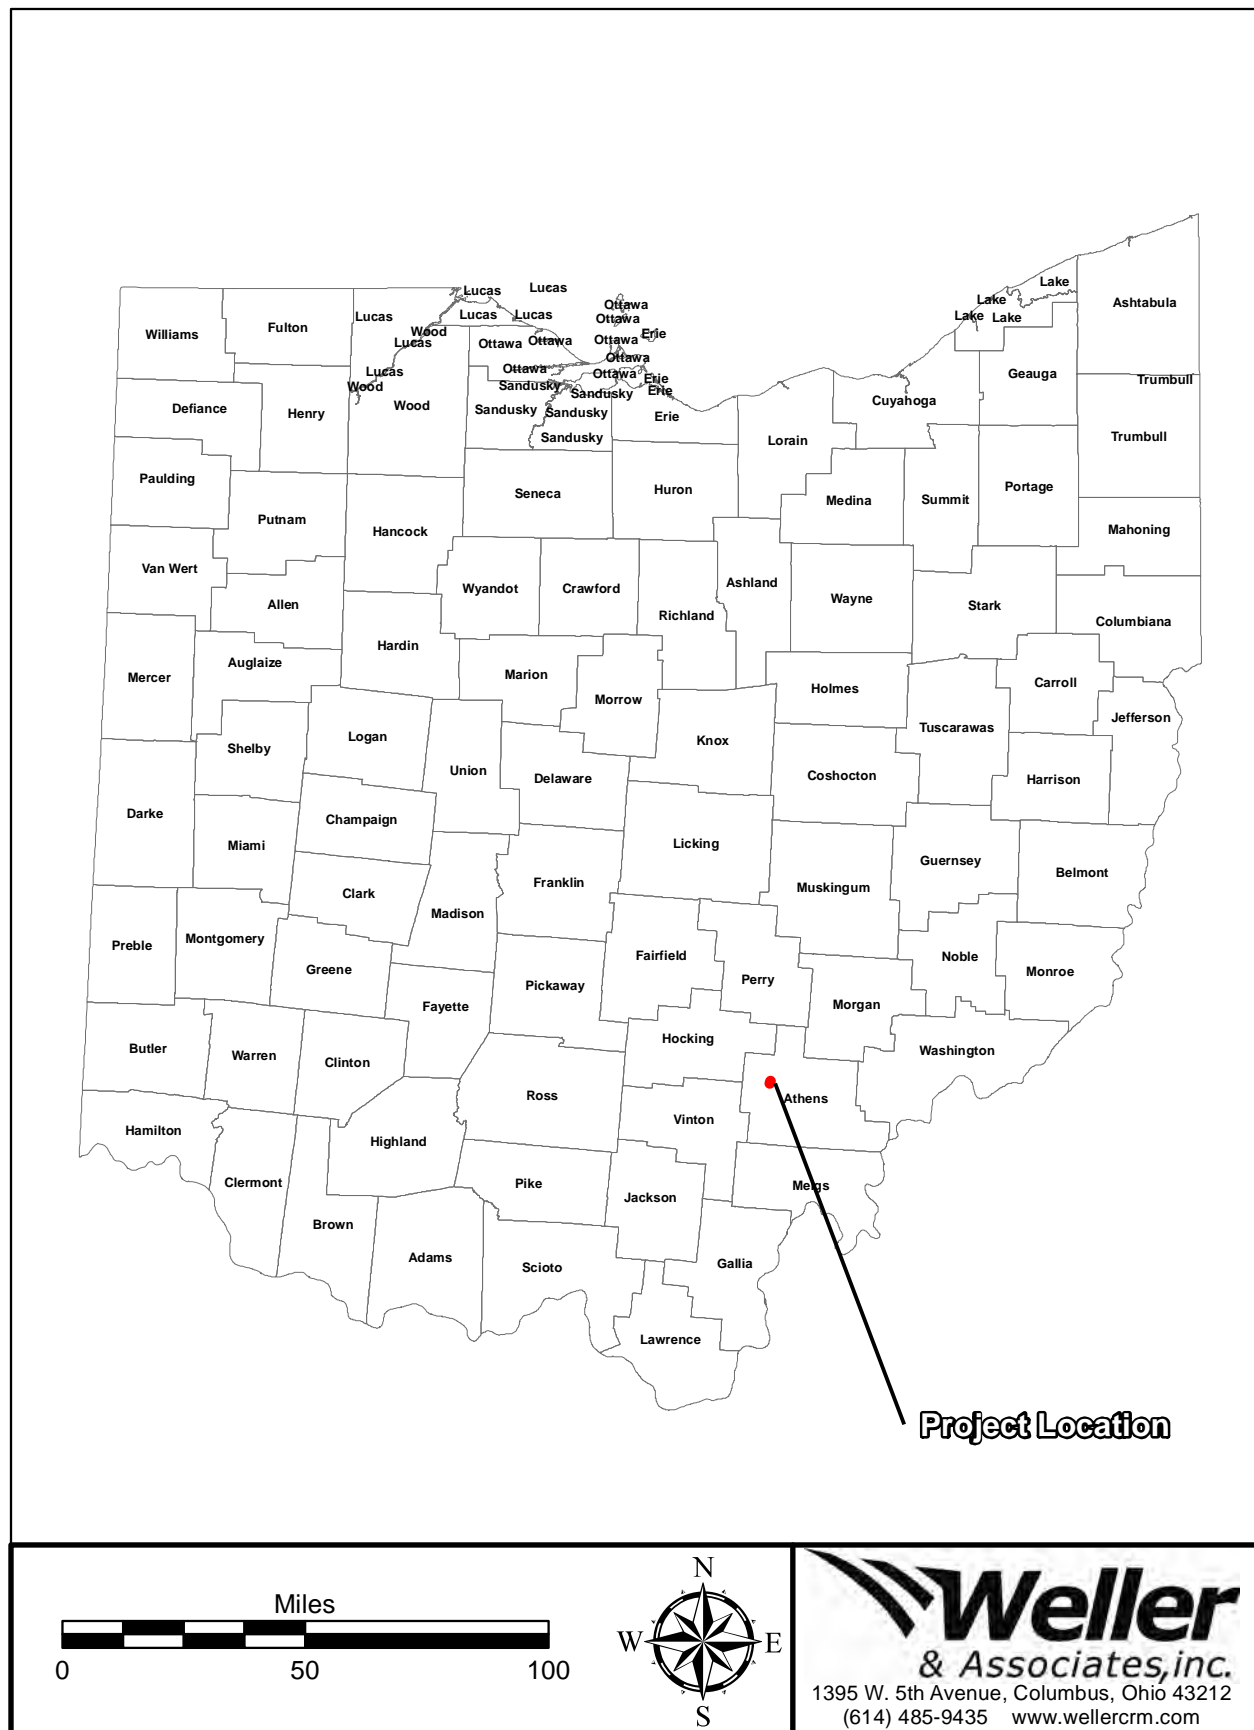 Lucas
Lucas
Lake
Lake
Ashtabula
Ottawa
Lucas
Lucas
Lucas
Ottawa
Lake
Lake
Williams
Fulton
Wood
Erie
Lucas
Ottawa
Ottawa
Ottawa
Ottawa
Lucas
Ottawa
Ottawa
Geauga
Erie
Trumbull
Wood
Sandusky
Erie
Sandusky
Cuyahoga
Defiance
Henry
Wood
Sandusky
Sandusky
Erie
Sandusky
Lorain
Trumbull
Paulding
Seneca
Huron
Medina
Summit
Portage
Putnam
Hancock
Mahoning
Van Wert
Wyandot
Crawford
Ashland
Wayne
Stark
Allen
Richland
Columbiana
Hardin
Auglaize
Mercer
Marion
Morrow
Holmes
Carroll
Jefferson
Tuscarawas
Logan
Knox
Shelby
Union
Delaware
Coshocton
Harrison
Darke
Champaign
Miami
Licking
Guernsey
Belmont
Franklin
Muskingum
Clark
Madison
Preble
Montgomery
Greene
Fairfield
Noble
Monroe
Pickaway
Perry
Fayette
Morgan
Hocking
Butler
Warren
Clinton
Washington
Ross
Athens
Vinton
Hamilton
Highland
Clermont
Pike
Jackson
Meigs
Brown
Adams
Scioto
Gallia
Lawrence
Project Location
Miles
0 50 100
N
W E
S
Weller
& Associates, inc.
1395 W. 5th Avenue, Columbus, Ohio 43212
(614) 485-9435 www.wellercrm.com